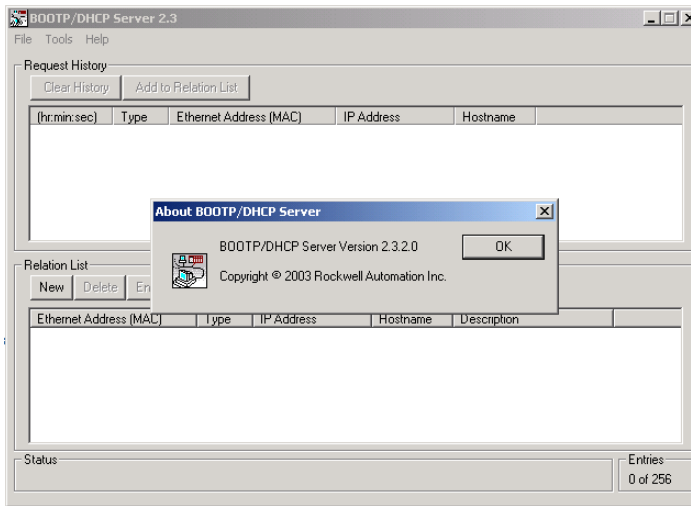 BOOTP/DHCP Server 2.3
File Tools Help
Request History
Clear History Add to Relation List
(hr:min:sec) Type Ethernet Address (MAC) IP Address Hostname
About BOOTP/DHCP Server
BOOTP/DHCP Server Version 2.3.2.0 OK
Copyright © 2003 Rockwell Automation Inc.
Relation List
New Delete En
Ethernet Address (MAC) Type IP Address Hostname Description
Status
Entries
0 of 256